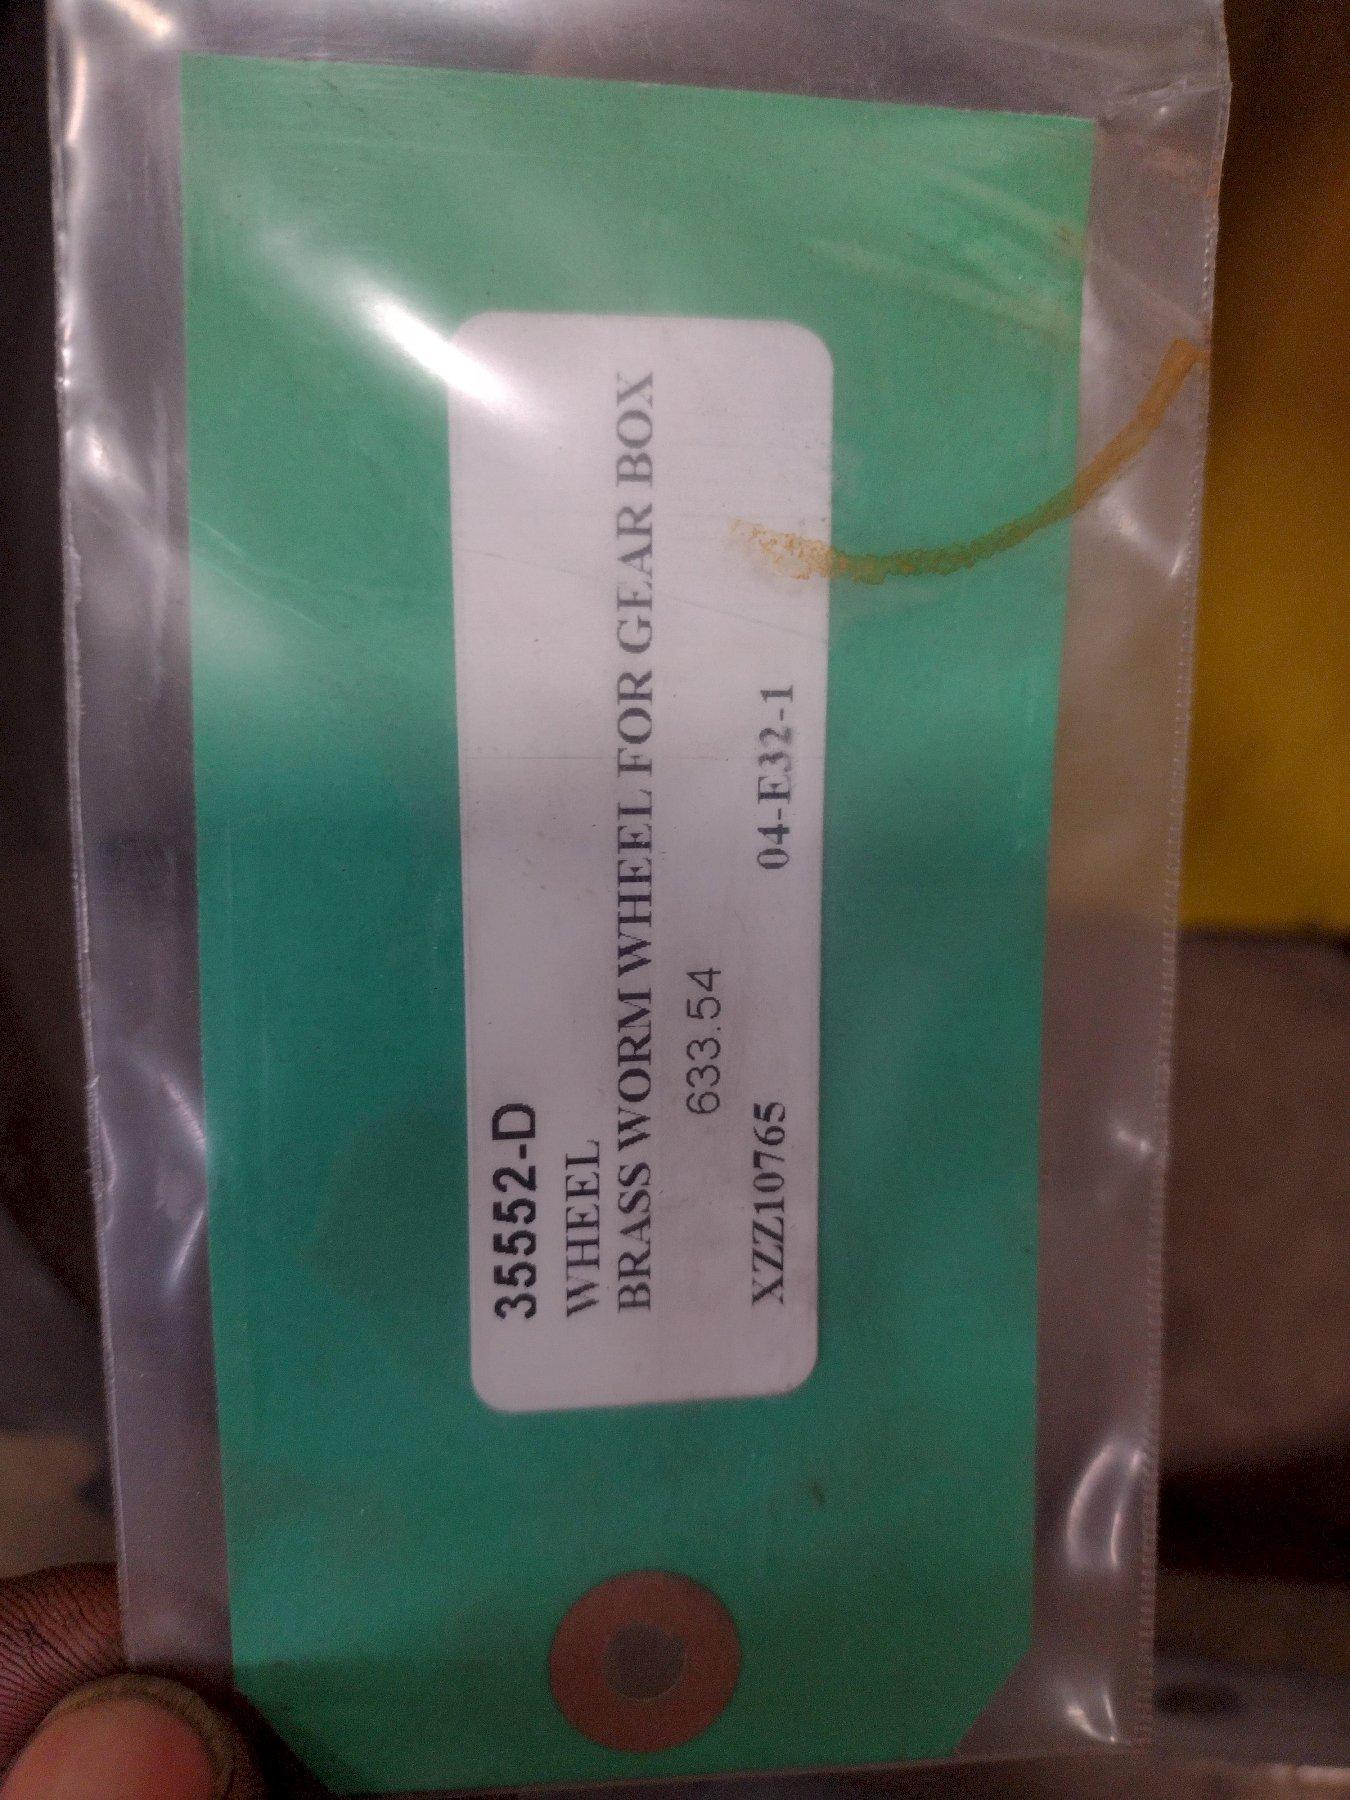 35552-D
WHEEL
BRASS WORM WHEEL FOR GEAR BOX
633.54
XZZ10765 04-E32-1